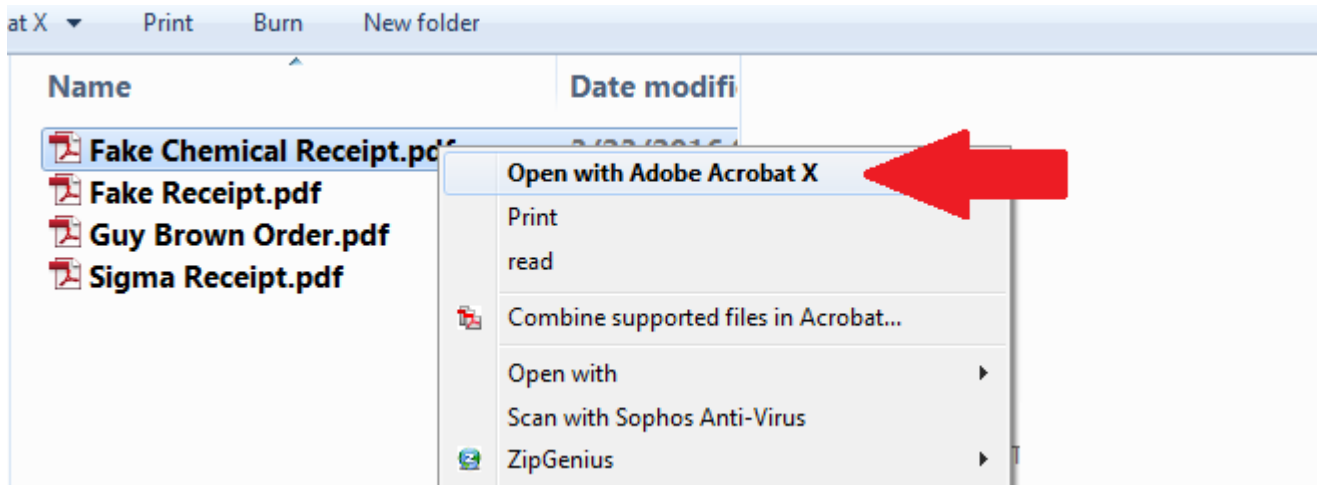 at X Print Burn New folder
Name Date modifi
Fake Chemical Receipt.pdf
Fake Receipt.pdf
Guy Brown Order.pdf
Sigma Receipt.pdf
Open with Adobe Acrobat X
Print
read
Combine supported files in Acrobat...
Open with
Scan with Sophos Anti-Virus
ZipGenius